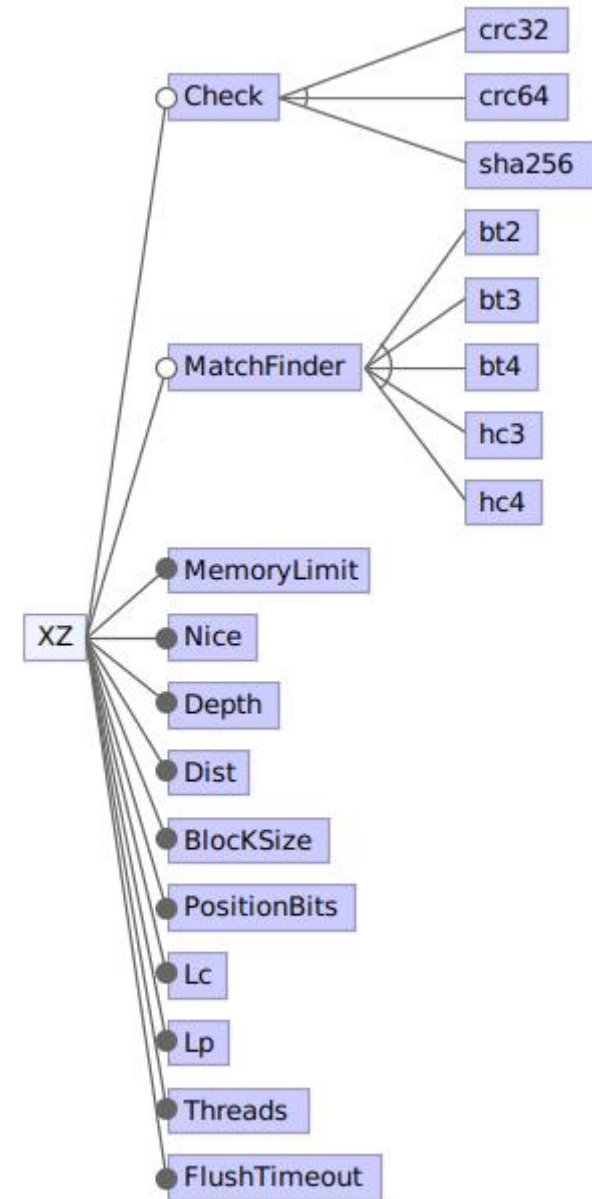 crc32
Check
crc64
sha256
bt2
bt3
MatchFinder
bt4
hc3
hc4
MemoryLimit
XZ
Nice
Depth
Dist
BlocKSize
PositionBits
Lc
Lp
Threads
FlushTimeout